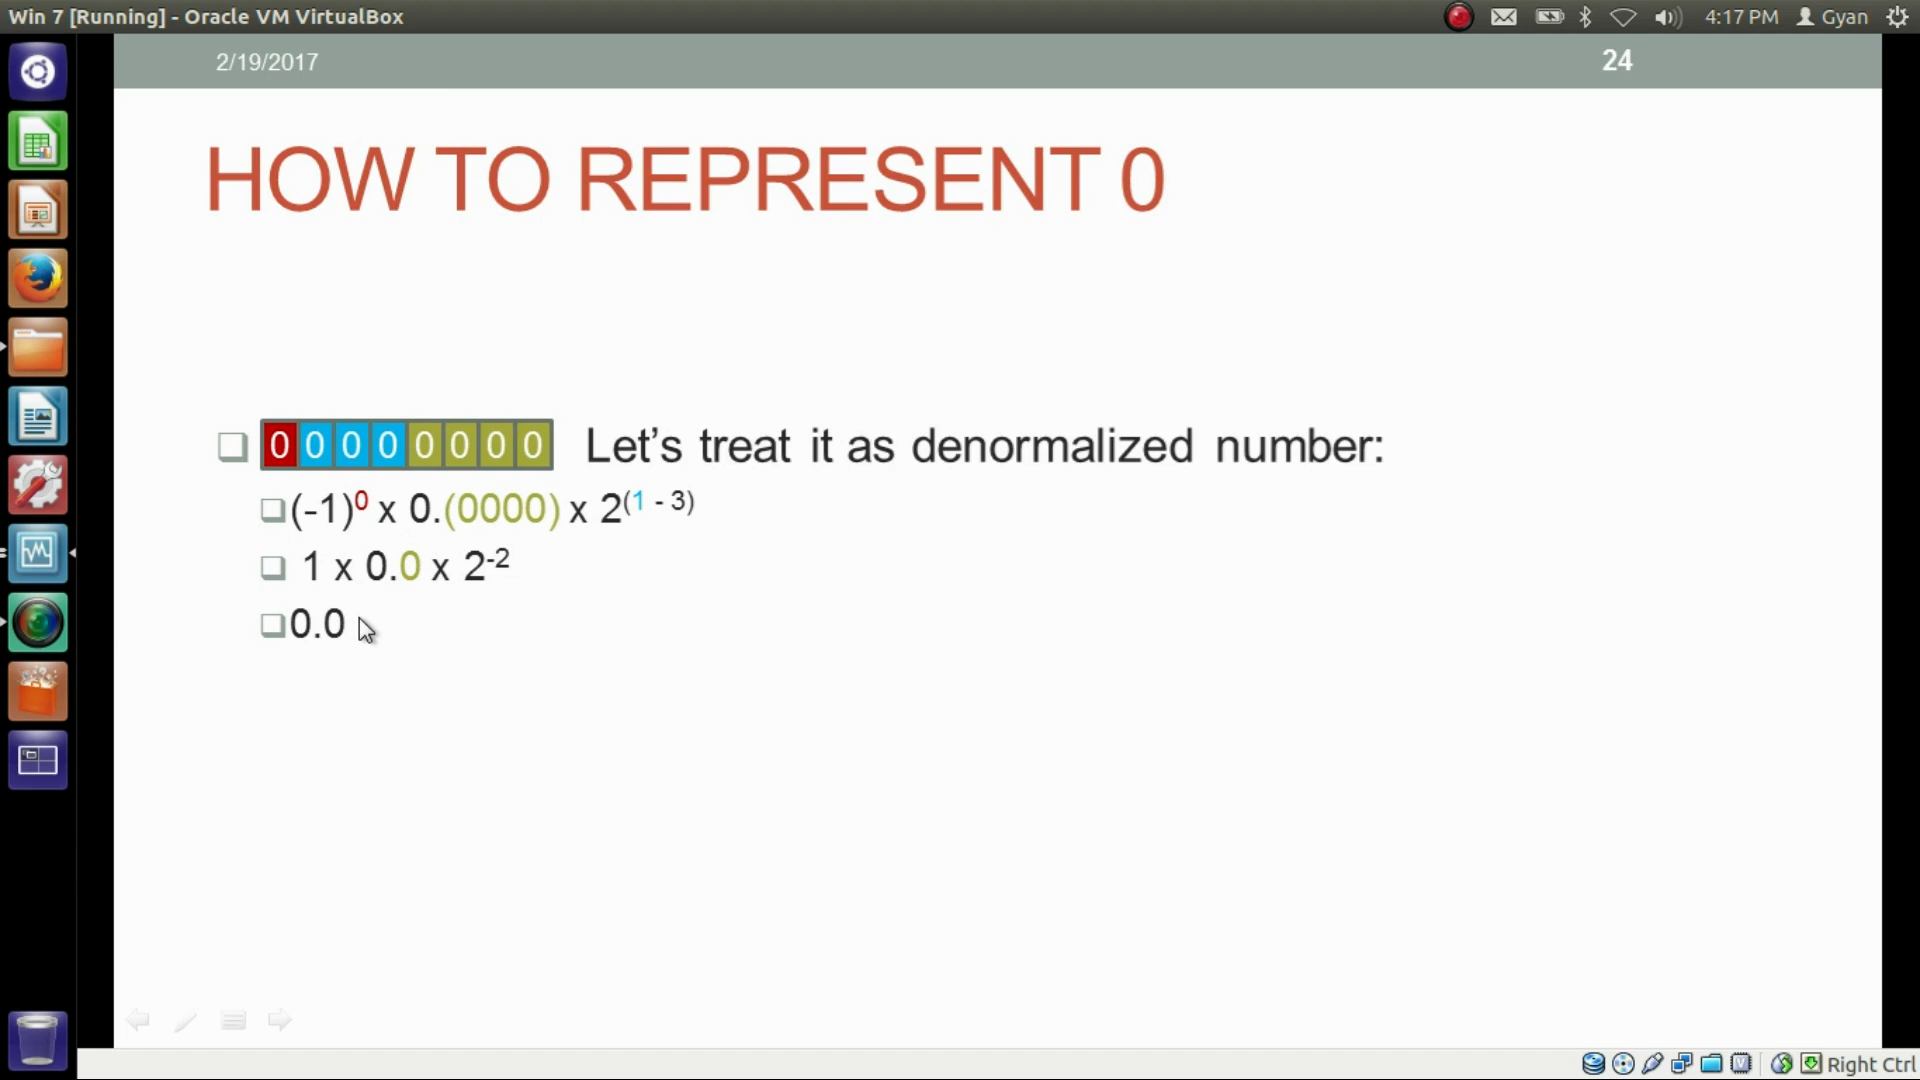 Win 7 [Running] - Oracle VM VirtualBox
4:17 PM Gyan
2/19/2017
24
HOW TO REPRESENT 0
0 0 0 0 0 0 0 0 Let’s treat it as denormalized number:
(-1)⁰ x 0.(0000) x 2⁽¹ ⁻ ³⁾
1 x 0.0 x 2⁻²
0.0
Right Ctrl